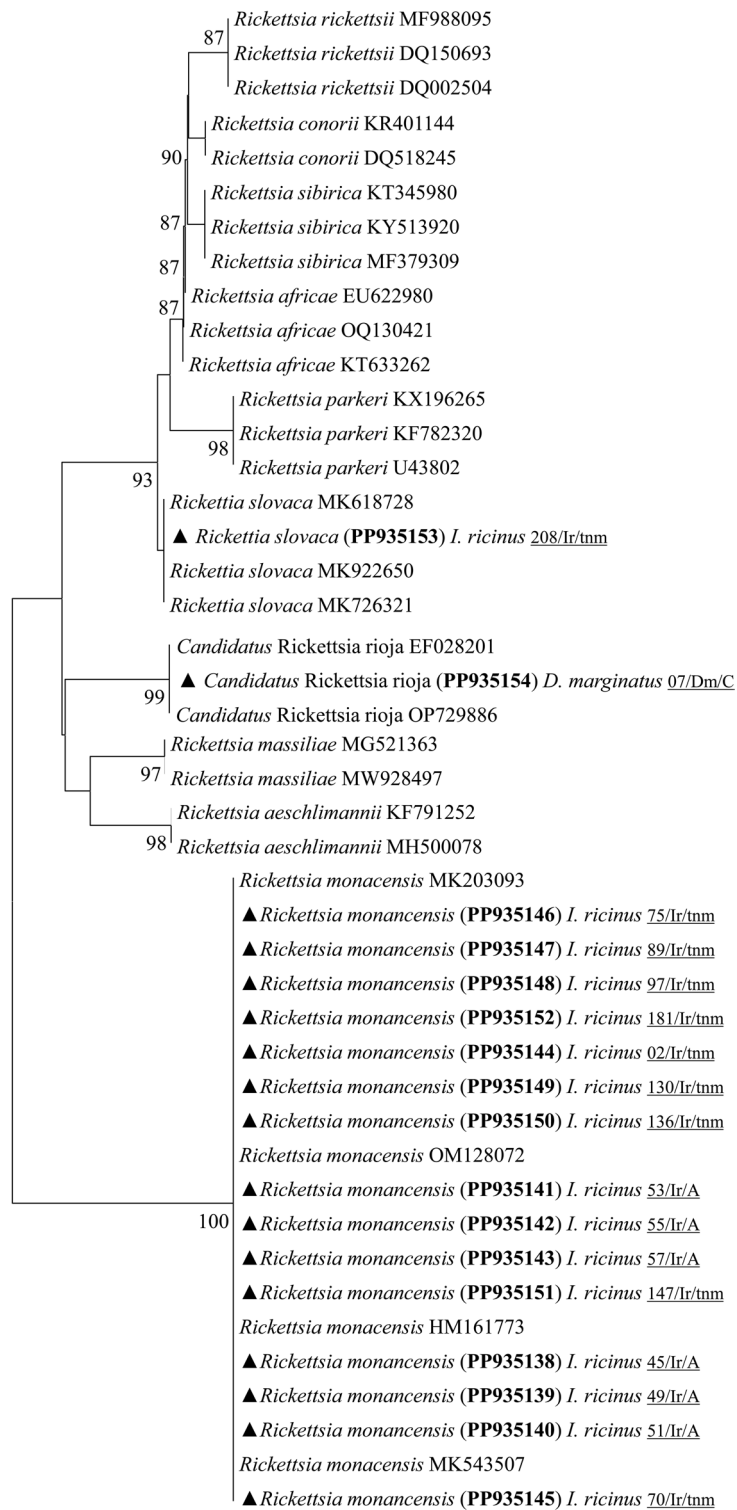 Rickettsia rickettsii MF988095
87
Rickettsia rickettsii DQ150693
Rickettsia rickettsii DQ002504
Rickettsia conorii KR401144
90
Rickettsia conorii DQ518245
Rickettsia sibirica KT345980
87
Rickettsia sibirica KY513920
87
Rickettsia sibirica MF379309
Rickettsia africae EU622980
87
Rickettsia africae OQ130421
Rickettsia africae KT633262
Rickettsia parkeri KX196265
Rickettsia parkeri KF782320
98
Rickettsia parkeri U43802
93
Rickettia slovaca MK618728
▲ Rickettia slovaca (PP935153) I. ricinus 208/Ir/tnm
Rickettia slovaca MK922650
Rickettia slovaca MK726321
Candidatus Rickettsia rioja EF028201
▲ Candidatus Rickettsia rioja (PP935154) D. marginatus 07/Dm/C
99
Candidatus Rickettsia rioja OP729886
Rickettsia massiliae MG521363
97
Rickettsia massiliae MW928497
Rickettsia aeschlimannii KF791252
98
Rickettsia aeschlimannii MH500078
Rickettsia monacensis MK203093
▲Rickettsia monancensis (PP935146) I. ricinus 75/Ir/tnm
▲Rickettsia monancensis (PP935147) I. ricinus 89/Ir/tnm
▲Rickettsia monancensis (PP935148) I. ricinus 97/Ir/tnm
▲Rickettsia monancensis (PP935152) I. ricinus 181/Ir/tnm
▲Rickettsia monancensis (PP935144) I. ricinus 02/Ir/tnm
▲Rickettsia monancensis (PP935149) I. ricinus 130/Ir/tnm
▲Rickettsia monancensis (PP935150) I. ricinus 136/Ir/tnm
Rickettsia monacensis OM128072
▲Rickettsia monancensis (PP935141) I. ricinus 53/Ir/A
100
▲Rickettsia monancensis (PP935142) I. ricinus 55/Ir/A
▲Rickettsia monancensis (PP935143) I. ricinus 57/Ir/A
▲Rickettsia monancensis (PP935151) I. ricinus 147/Ir/tnm
Rickettsia monacensis HM161773
▲Rickettsia monancensis (PP935138) I. ricinus 45/Ir/A
▲Rickettsia monancensis (PP935139) I. ricinus 49/Ir/A
▲Rickettsia monancensis (PP935140) I. ricinus 51/Ir/A
Rickettsia monacensis MK543507
▲Rickettsia monancensis (PP935145) I. ricinus 70/Ir/tnm